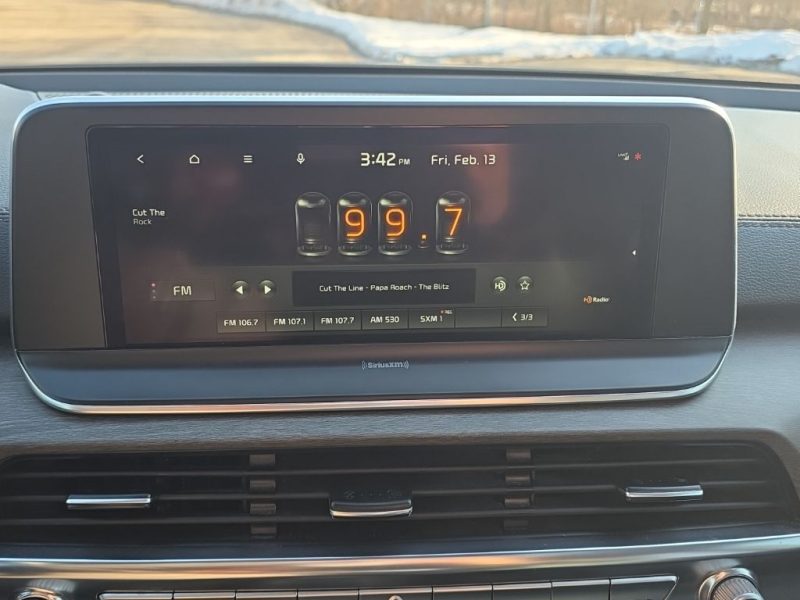 3:42 PM Fri, Feb. 13
Cut The
Rock
99.7
FM
Cut The Line - Papa Roach - The Blitz
HD
HD Radio
FM 106.7 FM 107.1 FM 107.7 AM 530 SXM 1 3/3
SiriusXM